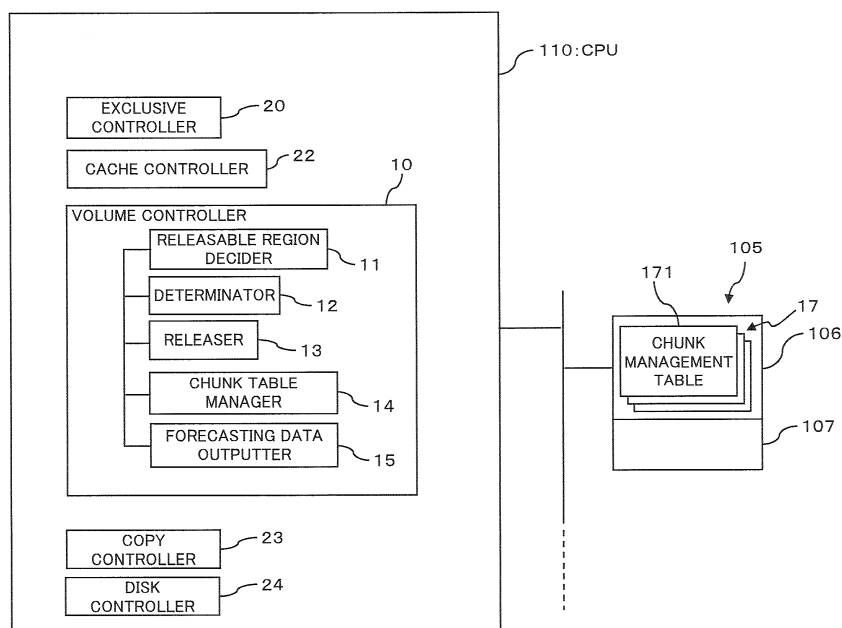 110:CPU
EXCLUSIVE
CONTROLLER
20
CACHE CONTROLLER
22
10
VOLUME CONTROLLER
RELEASABLE REGION
DECIDER
11
DETERMINATOR
12
RELEASER
13
CHUNK TABLE
MANAGER
14
FORECASTING DATA
OUTPUTTER
15
COPY
CONTROLLER
23
DISK
CONTROLLER
24
105
171
17
CHUNK
MANAGEMENT
TABLE
106
107